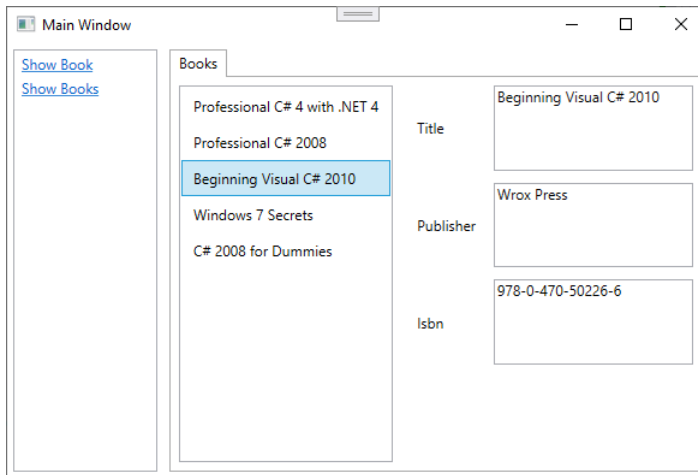 Main Window
Show Book
Show Books
Books
Professional C# 4 with .NET 4
Professional C# 2008
Beginning Visual C# 2010
Windows 7 Secrets
C# 2008 for Dummies
Title
Beginning Visual C# 2010
Publisher
Wrox Press
Isbn
978-0-470-50226-6